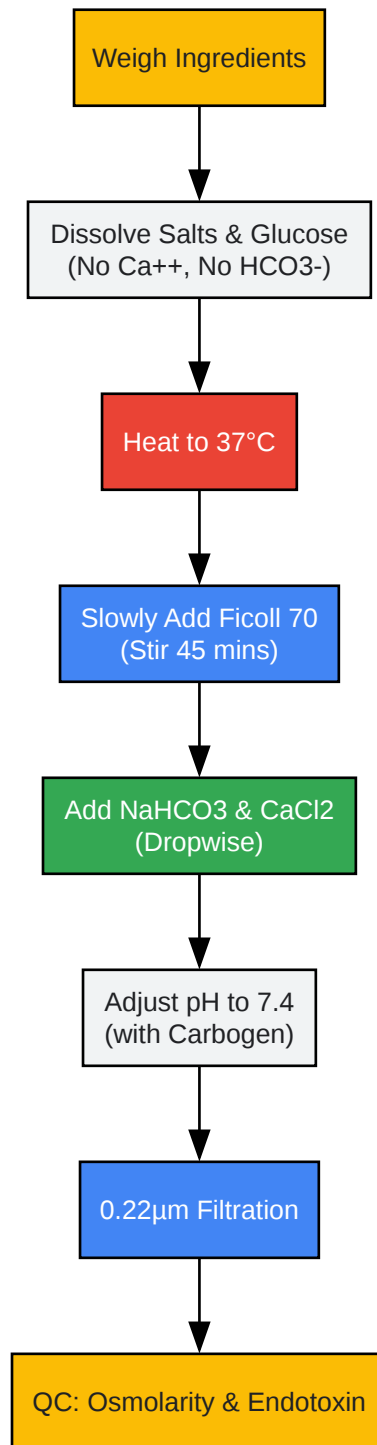 Weigh Ingredients
Dissolve Salts & Glucose
(No Ca++, No HCO3-)
Heat to 37°C
Slowly Add Ficoll 70
(Stir 45 mins)
Add NaHCO3 & CaCl2
(Dropwise)
Adjust pH to 7.4
(with Carbogen)
0.22µm Filtration
QC: Osmolarity & Endotoxin